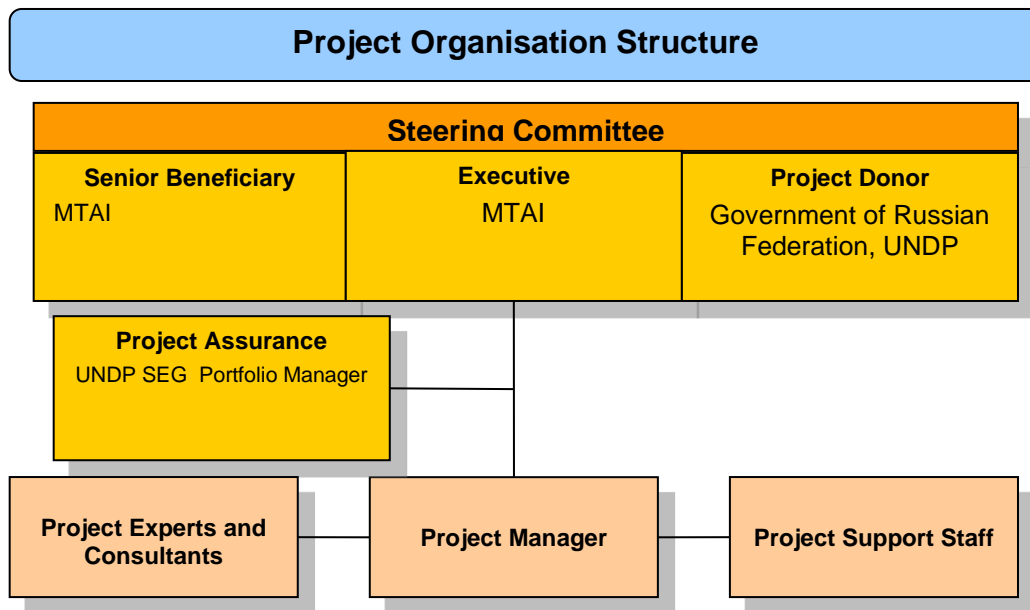 Project Organisation Structure
Steering Committee
Senior Beneficiary
MTAI
Executive
MTAI
Project Donor
Government of Russian
Federation, UNDP
Project Assurance
UNDP SEG Portfolio Manager
Project Experts and
Consultants
Project Manager
Project Support Staff